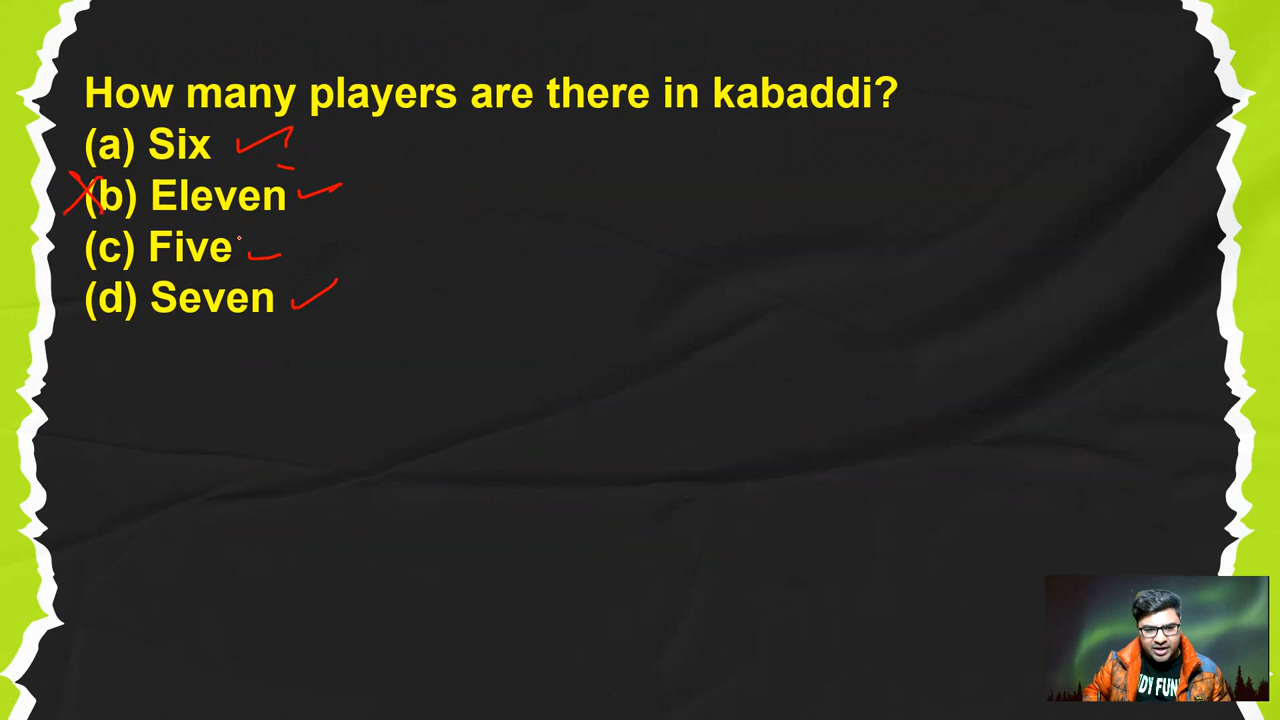 How many players are there in kabaddi?
(a) Six
(b) Eleven
(c) Five
(d) Seven